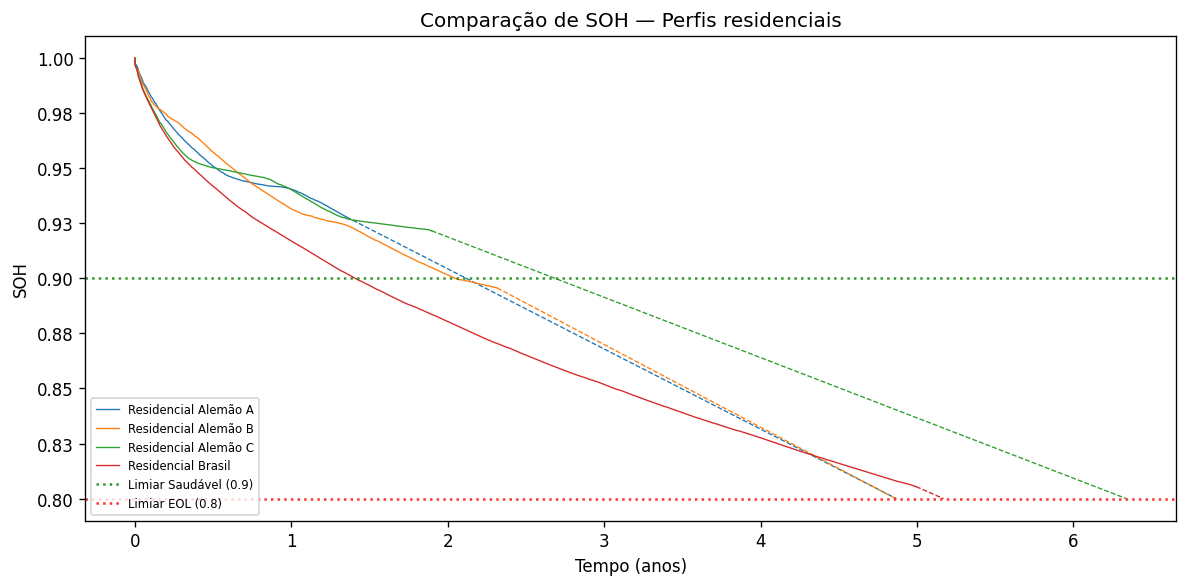 Comparação de SOH — Perfis residenciais
SOH
1.00
0.98
0.95
0.93
0.90
0.88
0.85
0.83
0.80
Residencial Alemão A
Residencial Alemão B
Residencial Alemão C
Residencial Brasil
Limiar Saudável (0.9)
Limiar EOL (0.8)
0 1 2 3 4 5 6
Tempo (anos)